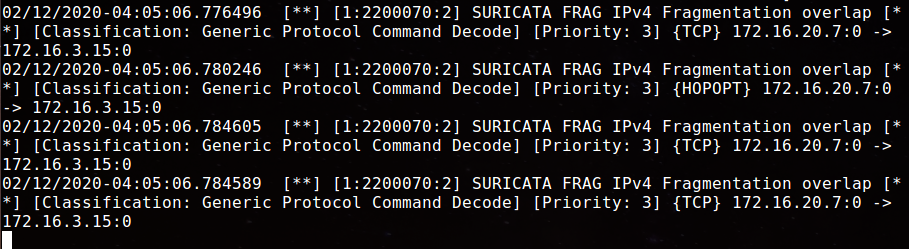 02/12/2020-04:05:06.776496  [**] [1:2200070:2] SURICATA FRAG IPv4 Fragmentation overlap [*
*] [Classification: Generic Protocol Command Decode] [Priority: 3] {TCP} 172.16.20.7:0 ->
172.16.3.15:0
02/12/2020-04:05:06.780246  [**] [1:2200070:2] SURICATA FRAG IPv4 Fragmentation overlap [*
*] [Classification: Generic Protocol Command Decode] [Priority: 3] {HOPOPT} 172.16.20.7:0
-> 172.16.3.15:0
02/12/2020-04:05:06.784605  [**] [1:2200070:2] SURICATA FRAG IPv4 Fragmentation overlap [*
*] [Classification: Generic Protocol Command Decode] [Priority: 3] {TCP} 172.16.20.7:0 ->
172.16.3.15:0
02/12/2020-04:05:06.784589  [**] [1:2200070:2] SURICATA FRAG IPv4 Fragmentation overlap [*
*] [Classification: Generic Protocol Command Decode] [Priority: 3] {TCP} 172.16.20.7:0 ->
172.16.3.15:0